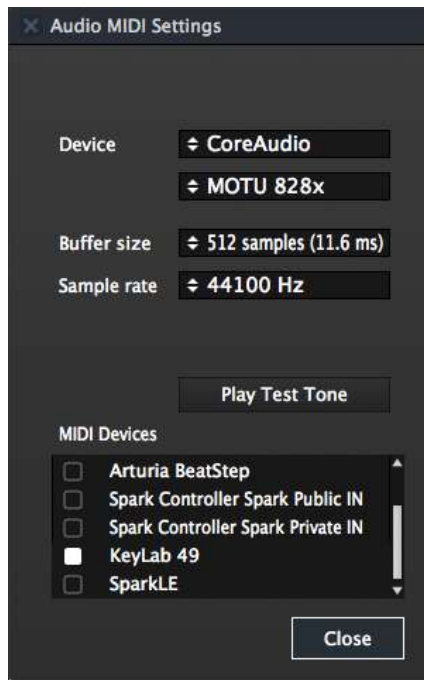 Audio MIDI Settings
Device
CoreAudio
MOTU 828x
Buffer size
512 samples (11.6 ms)
Sample rate
44100 Hz
Play Test Tone
MIDI Devices
Arturia BeatStep
Spark Controller Spark Public IN
Spark Controller Spark Private IN
KeyLab 49
SparkLE
Close